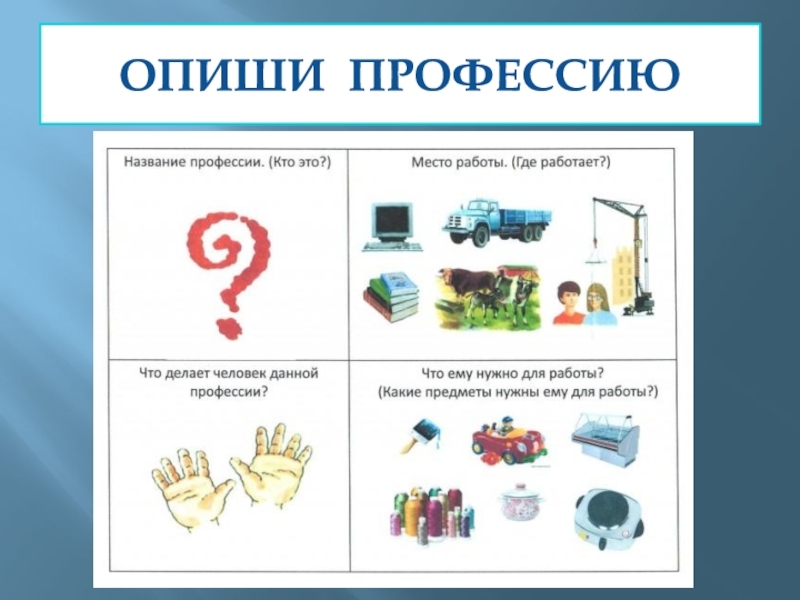 ОПИШИ ПРОФЕССИЮ
Название профессии. (Кто это?)
Место работы. (Где работает?)
Что делает человек данной
профессии?
Что ему нужно для работы?
(Какие предметы нужны ему для работы?)